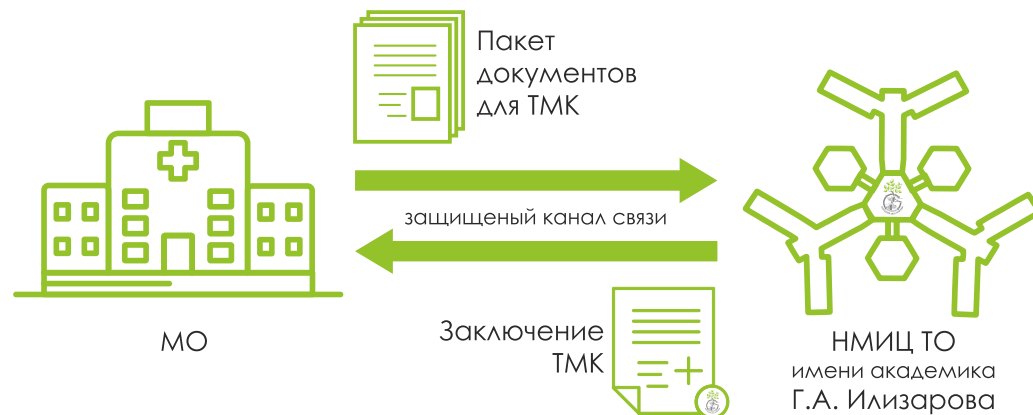 Пакет
документов
для ТМК
защищеный канал связи
МО
Заключение
ТМК
НМИЦ ТО
имени академика
Г.А. Илизарова